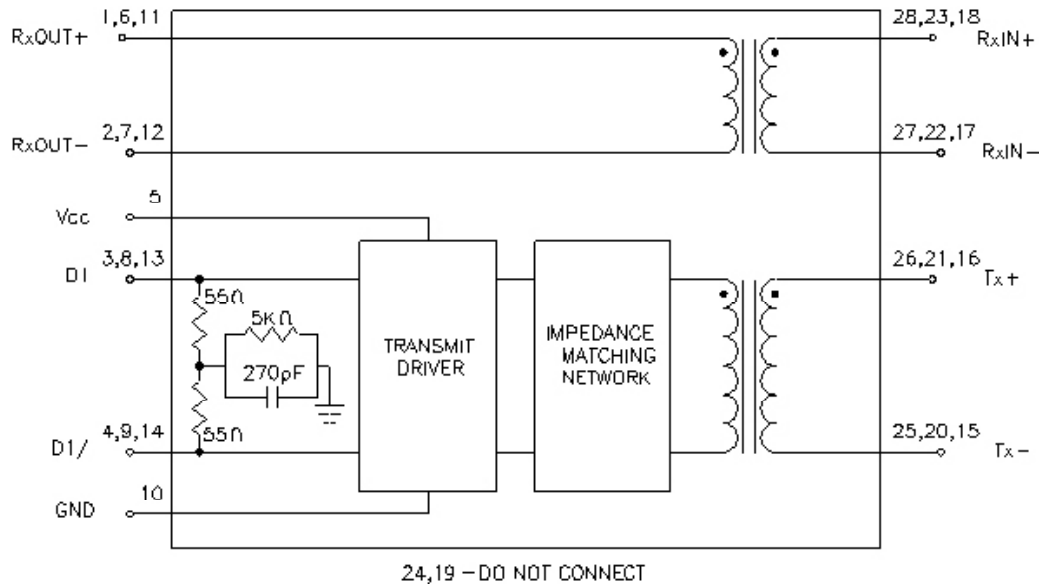 1,6,11
28,23,18
RxOUT+
RxIN+
2,7,12
27,22,17
RxOUT-
RxIN-
5
Vcc
3,8,13
26,21,16
D1
Tx+
55Ω
5KΩ
270pF
TRANSMIT
DRIVER
IMPEDANCE
MATCHING
NETWORK
55Ω
4,9,14
25,20,15
D1/
Tx-
10
GND
24,19 -DO NOT CONNECT